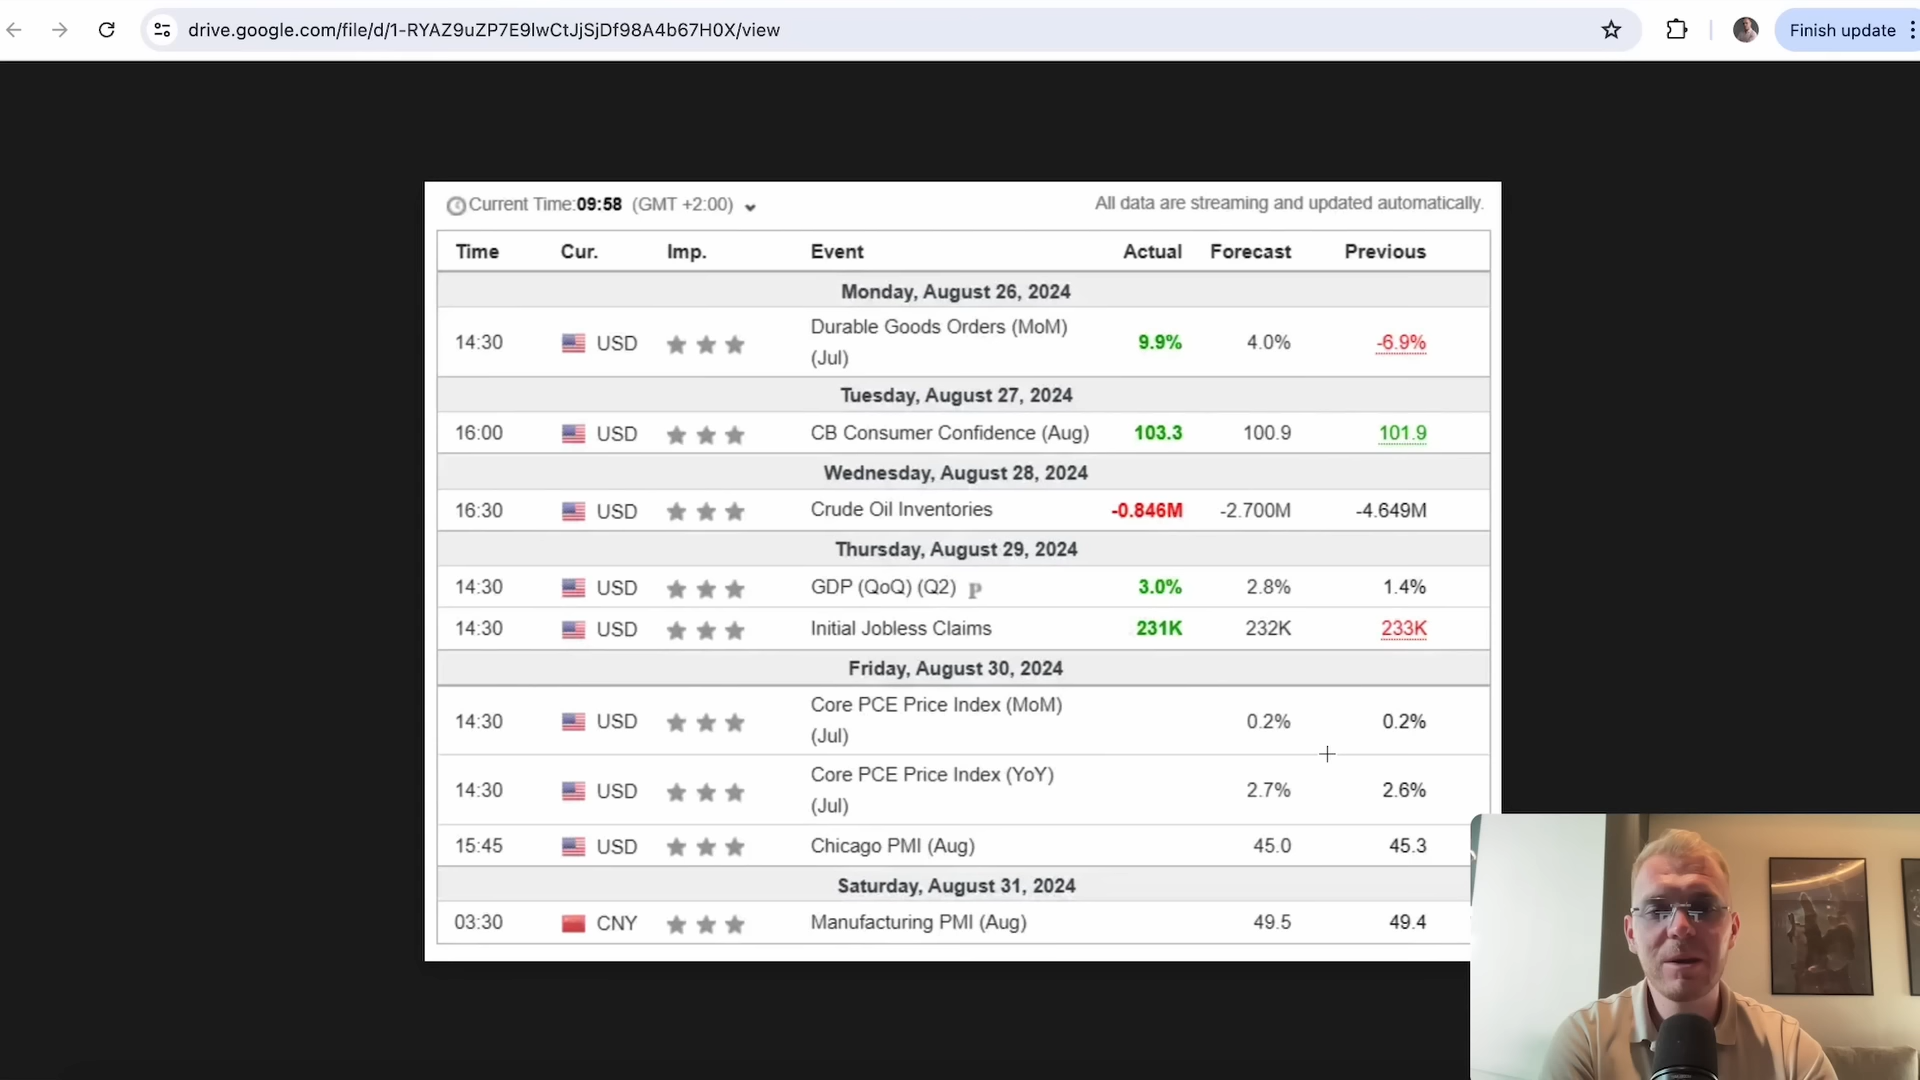 drive.google.com/file/d/1-RYAZ9uZP7E9lwCtJjSjDf98A4b67H0X/view
Finish update
Current Time:09:58 (GMT +2:00)
All data are streaming and updated automatically.
Time Cur. Imp. Event Actual Forecast Previous
Monday, August 26, 2024
14:30 USD Durable Goods Orders (MoM) (Jul) 9.9% 4.0% -6.9%
Tuesday, August 27, 2024
16:00 USD CB Consumer Confidence (Aug) 103.3 100.9 101.9
Wednesday, August 28, 2024
16:30 USD Crude Oil Inventories -0.846M -2.700M -4.649M
Thursday, August 29, 2024
14:30 USD GDP (QoQ) (Q2) P 3.0% 2.8% 1.4%
14:30 USD Initial Jobless Claims 231K 232K 233K
Friday, August 30, 2024
14:30 USD Core PCE Price Index (MoM) (Jul) 0.2% 0.2%
14:30 USD Core PCE Price Index (YoY) (Jul) 2.7% 2.6%
15:45 USD Chicago PMI (Aug) 45.0 45.3
Saturday, August 31, 2024
03:30 CNY Manufacturing PMI (Aug) 49.5 49.4